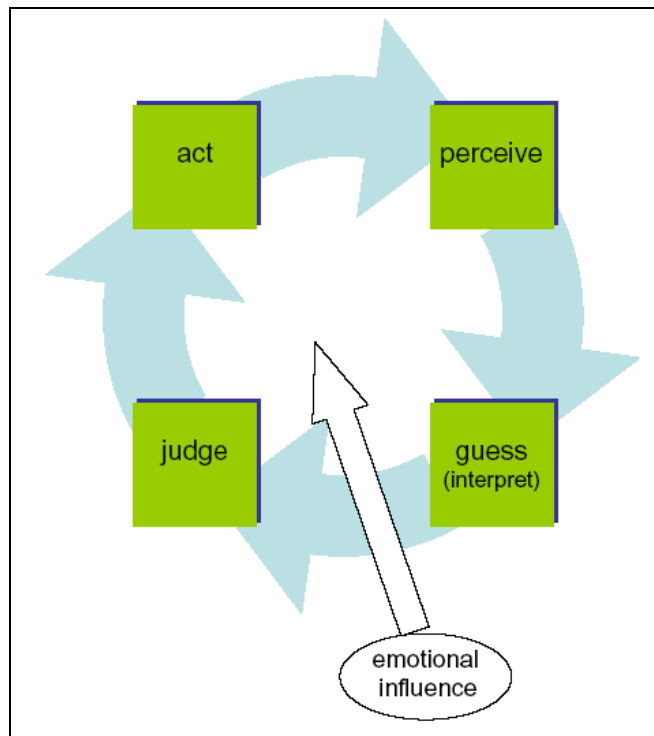 act
perceive
judge
guess
(interpret)
emotional
influence